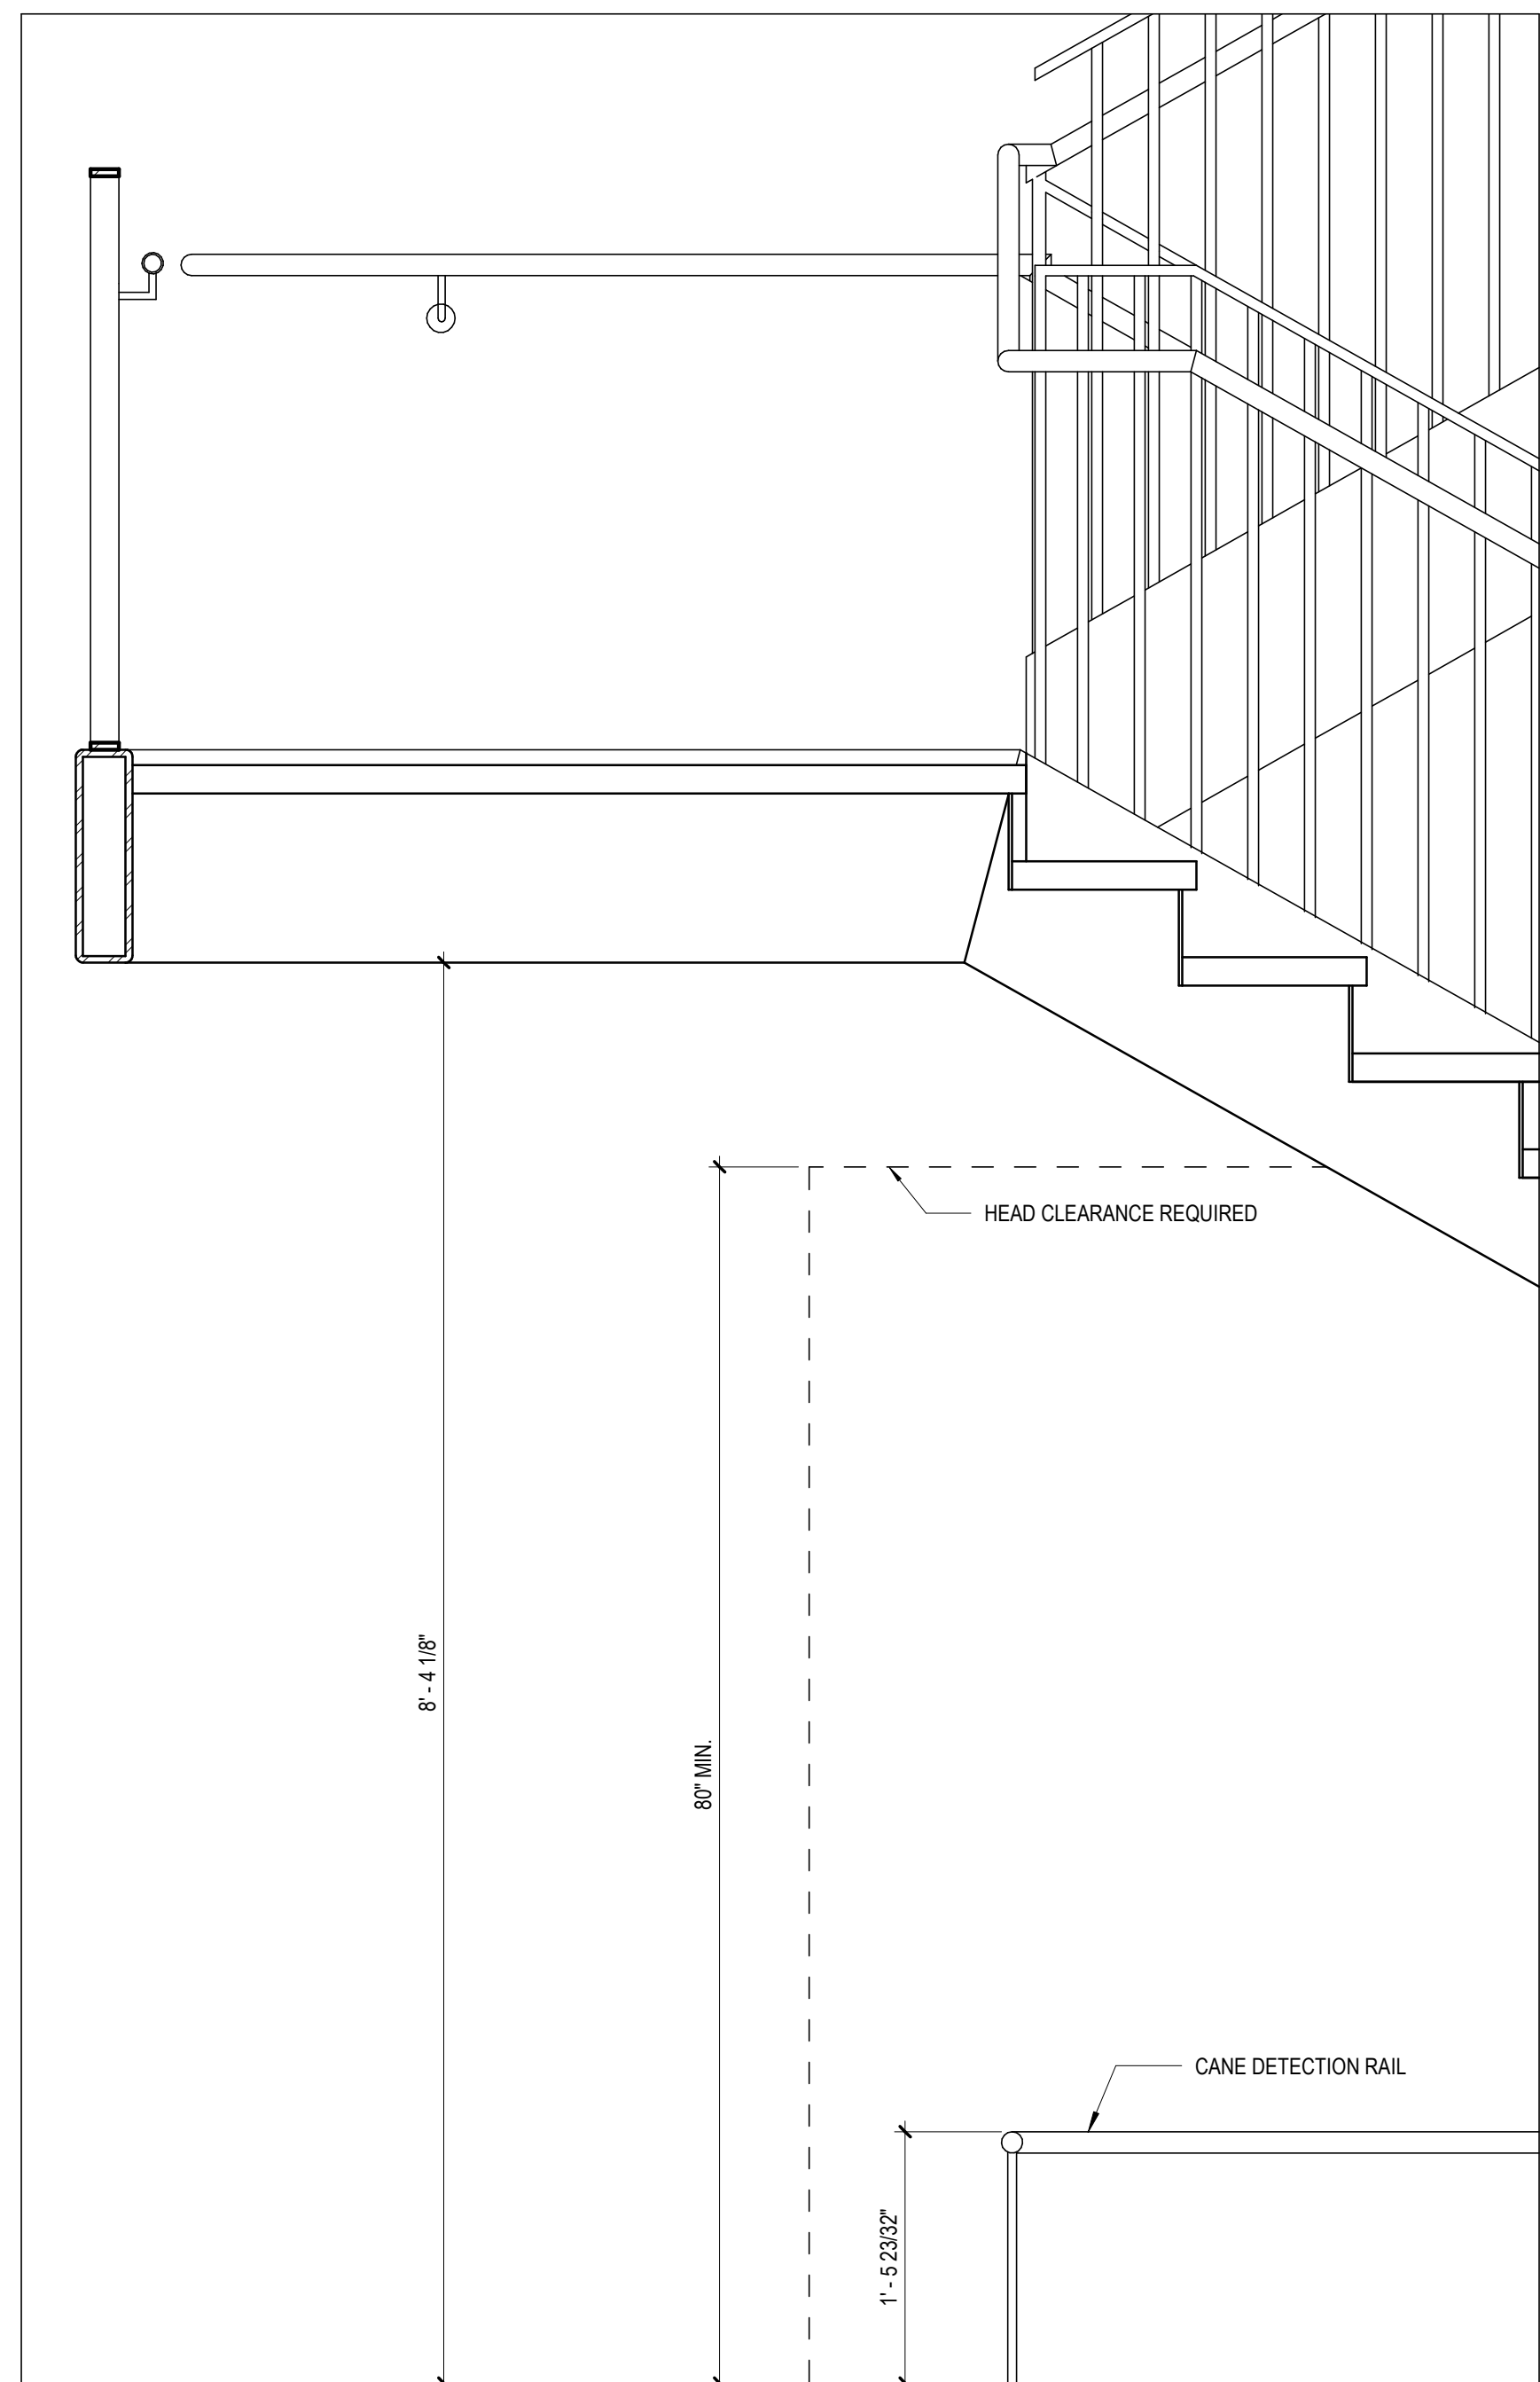 HEAD CLEARANCE REQUIRED
8' - 4 1/8"
80" MIN.
CANE DETECTION RAIL
1' - 5 23/32"